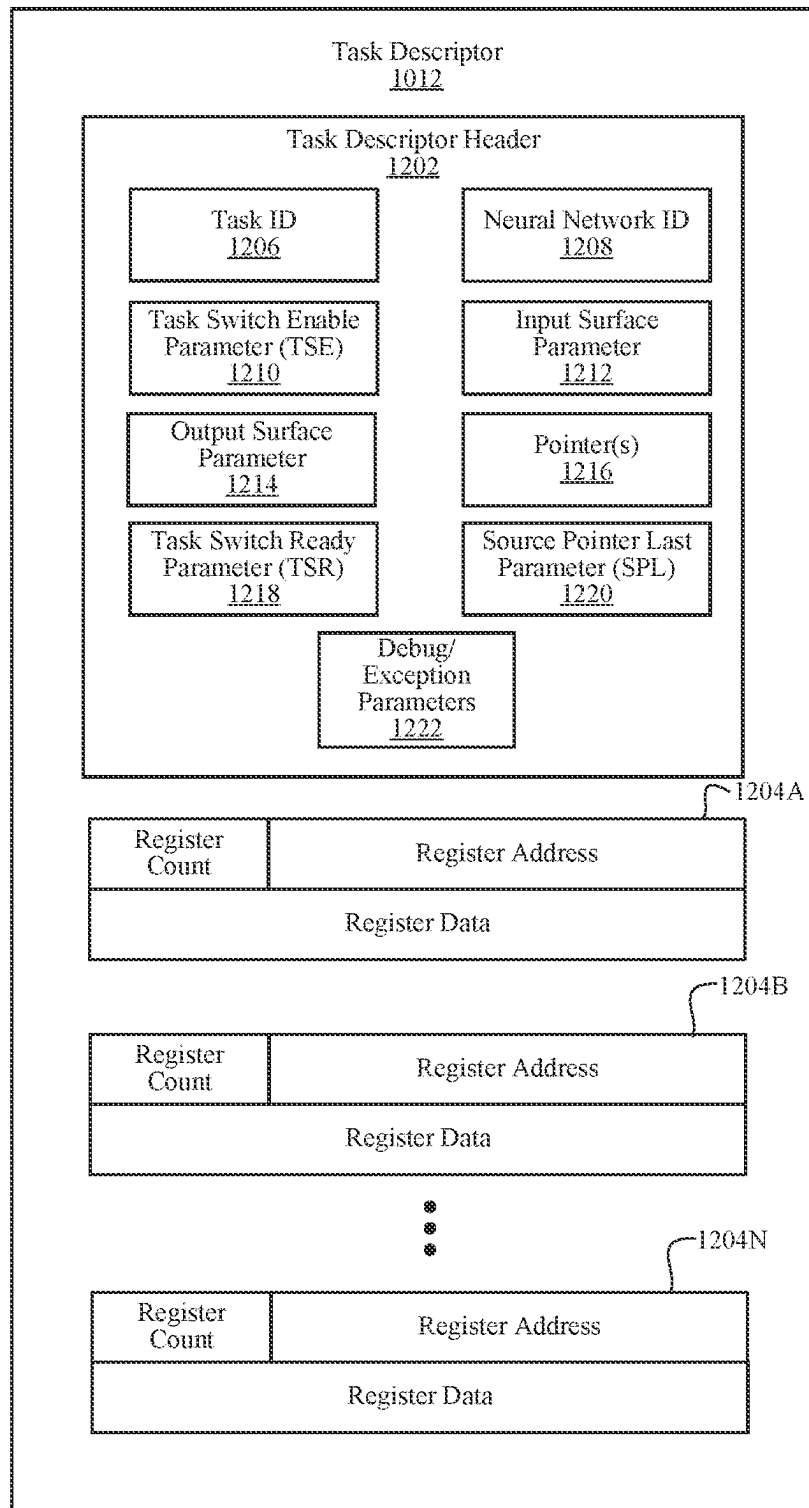 Task Descriptor
1012
Task Descriptor Header
1202
Task ID
1206
Neural Network ID
1208
Task Switch Enable
Parameter (TSE)
1210
Input Surface
Parameter
1212
Output Surface
Parameter
1214
Pointer(s)
1216
Task Switch Ready
Parameter (TSR)
1218
Source Pointer Last
Parameter (SPL)
1220
Debug/
Exception
Parameters
1222
1204A
Register
Count
Register Address
Register Data
1204B
Register
Count
Register Address
Register Data
1204N
Register
Count
Register Address
Register Data